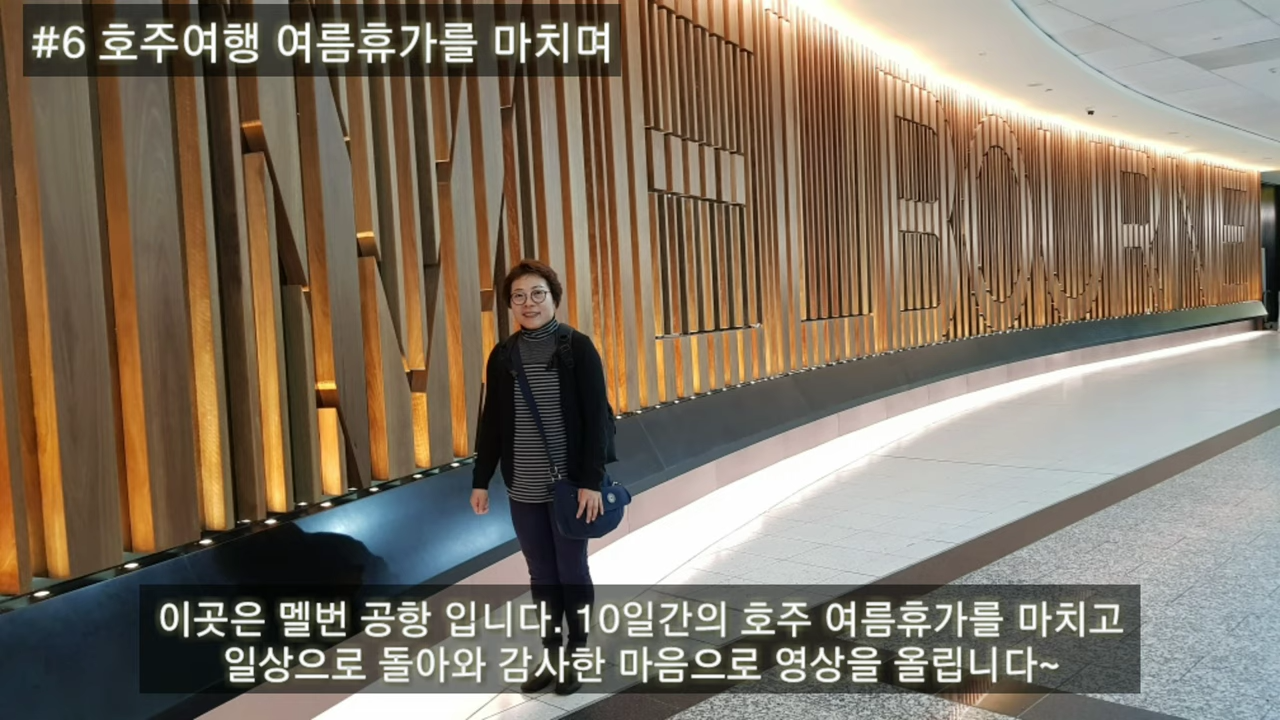 #6 호주여행 여름휴가를 마치며
MELBOURNE
이곳은 멜번 공항 입니다. 10일간의 호주 여름휴가를 마치고
일상으로 돌아와 감사한 마음으로 영상을 올립니다~